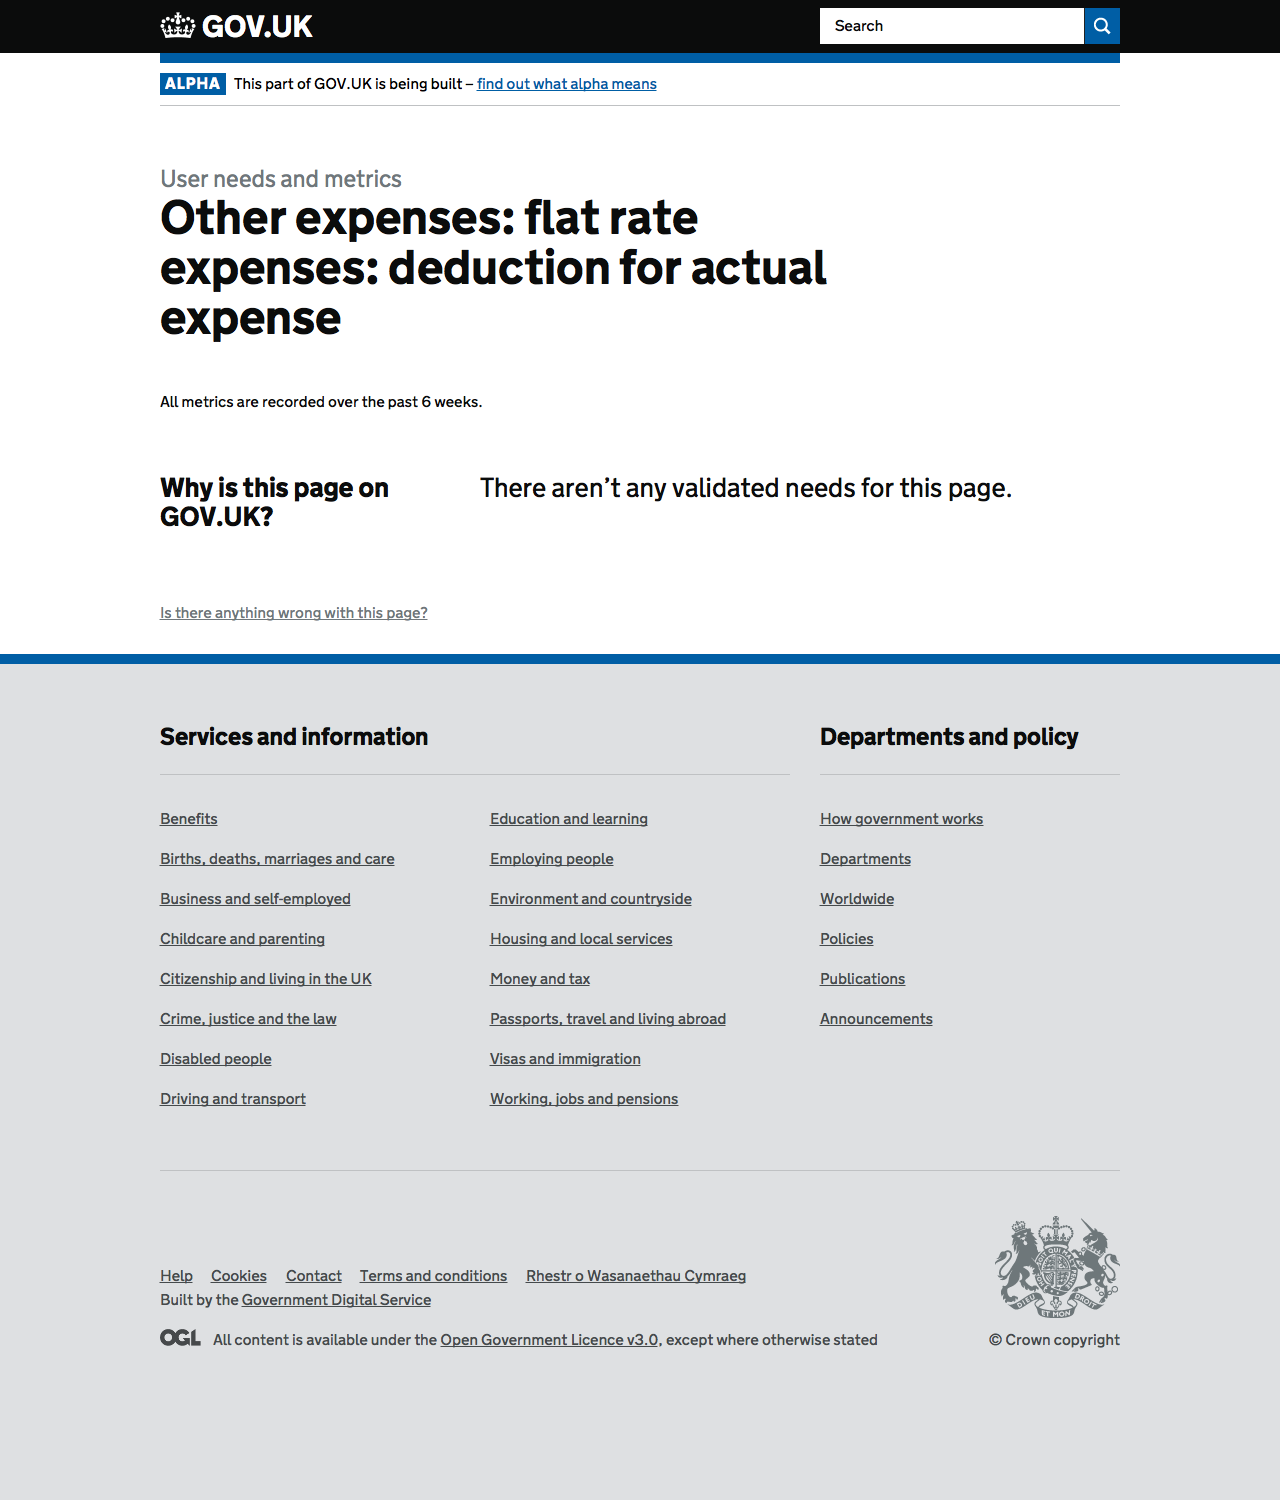 GOV.UK
Search
ALPHA This part of GOV.UK is being built – find out what alpha means
User needs and metrics
Other expenses: flat rate
expenses: deduction for actual
expense
All metrics are recorded over the past 6 weeks.
Why is this page on
GOV.UK?
There aren’t any validated needs for this page.
Is there anything wrong with this page?
Services and information
Benefits
Births, deaths, marriages and care
Business and self-employed
Childcare and parenting
Citizenship and living in the UK
Crime, justice and the law
Disabled people
Driving and transport
Education and learning
Employing people
Environment and countryside
Housing and local services
Money and tax
Passports, travel and living abroad
Visas and immigration
Working, jobs and pensions
Departments and policy
How government works
Departments
Worldwide
Policies
Publications
Announcements
Help Cookies Contact Terms and conditions Rhestr o Wasanaethau Cymraeg
Built by the Government Digital Service
OGL All content is available under the Open Government Licence v3.0, except where otherwise stated
DIEU ET MON DROIT
© Crown copyright